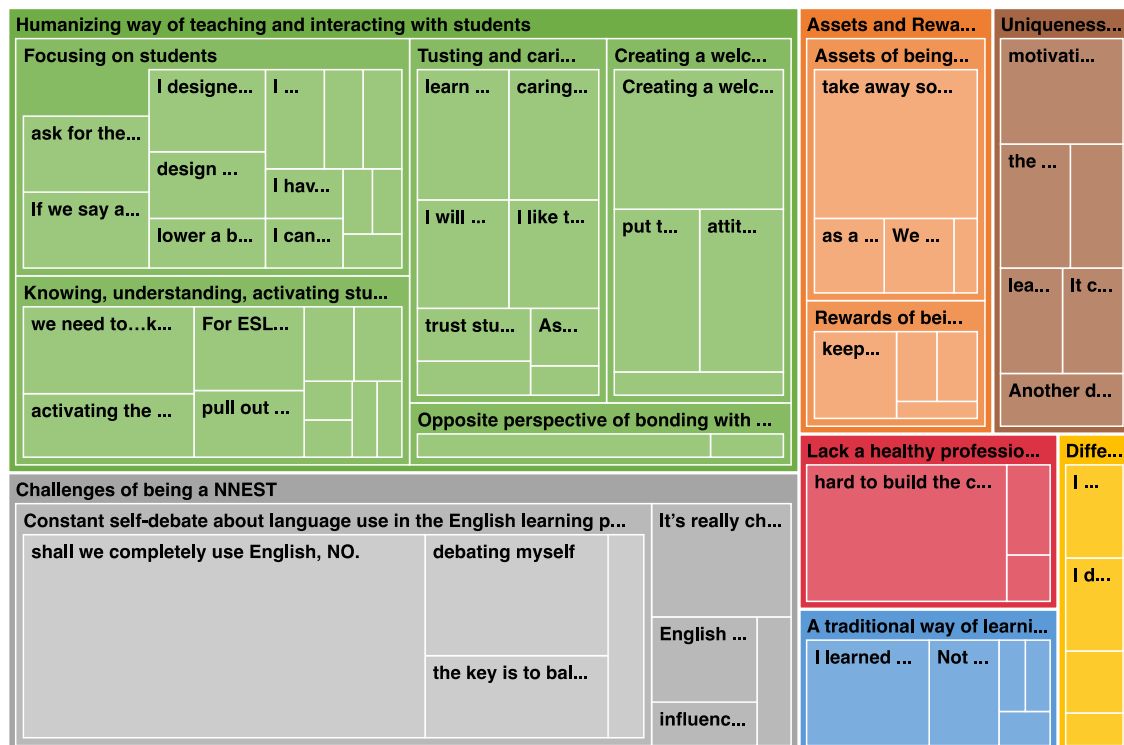 Humanizing way of teaching and interacting with students
Focusing on students
I designe...
I ...
ask for the...
design ...
I hav...
If we say a...
lower a b...
I can...
Knowing, understanding, activating stu...
we need to…k...
For ESL...
activating the ...
pull out ...
Tusting and cari...
learn ...
caring...
I will ...
I like t...
trust stu...
As...
Creating a welc...
Creating a welc...
put t...
attit...
Opposite perspective of bonding with ...
Challenges of being a NNEST
Constant self-debate about language use in the English learning p...
shall we completely use English, NO.
debating myself
the key is to bal...
It's really ch...
English ...
influenc...
Assets and Rewa...
Assets of being...
take away so...
as a ...
We ...
Rewards of bei...
keep...
Uniqueness...
motivati...
the ...
lea...
It c...
Another d...
Lack a healthy professio...
hard to build the c...
A traditional way of learni...
I learned ...
Not ...
Diffe...
I ...
I d...